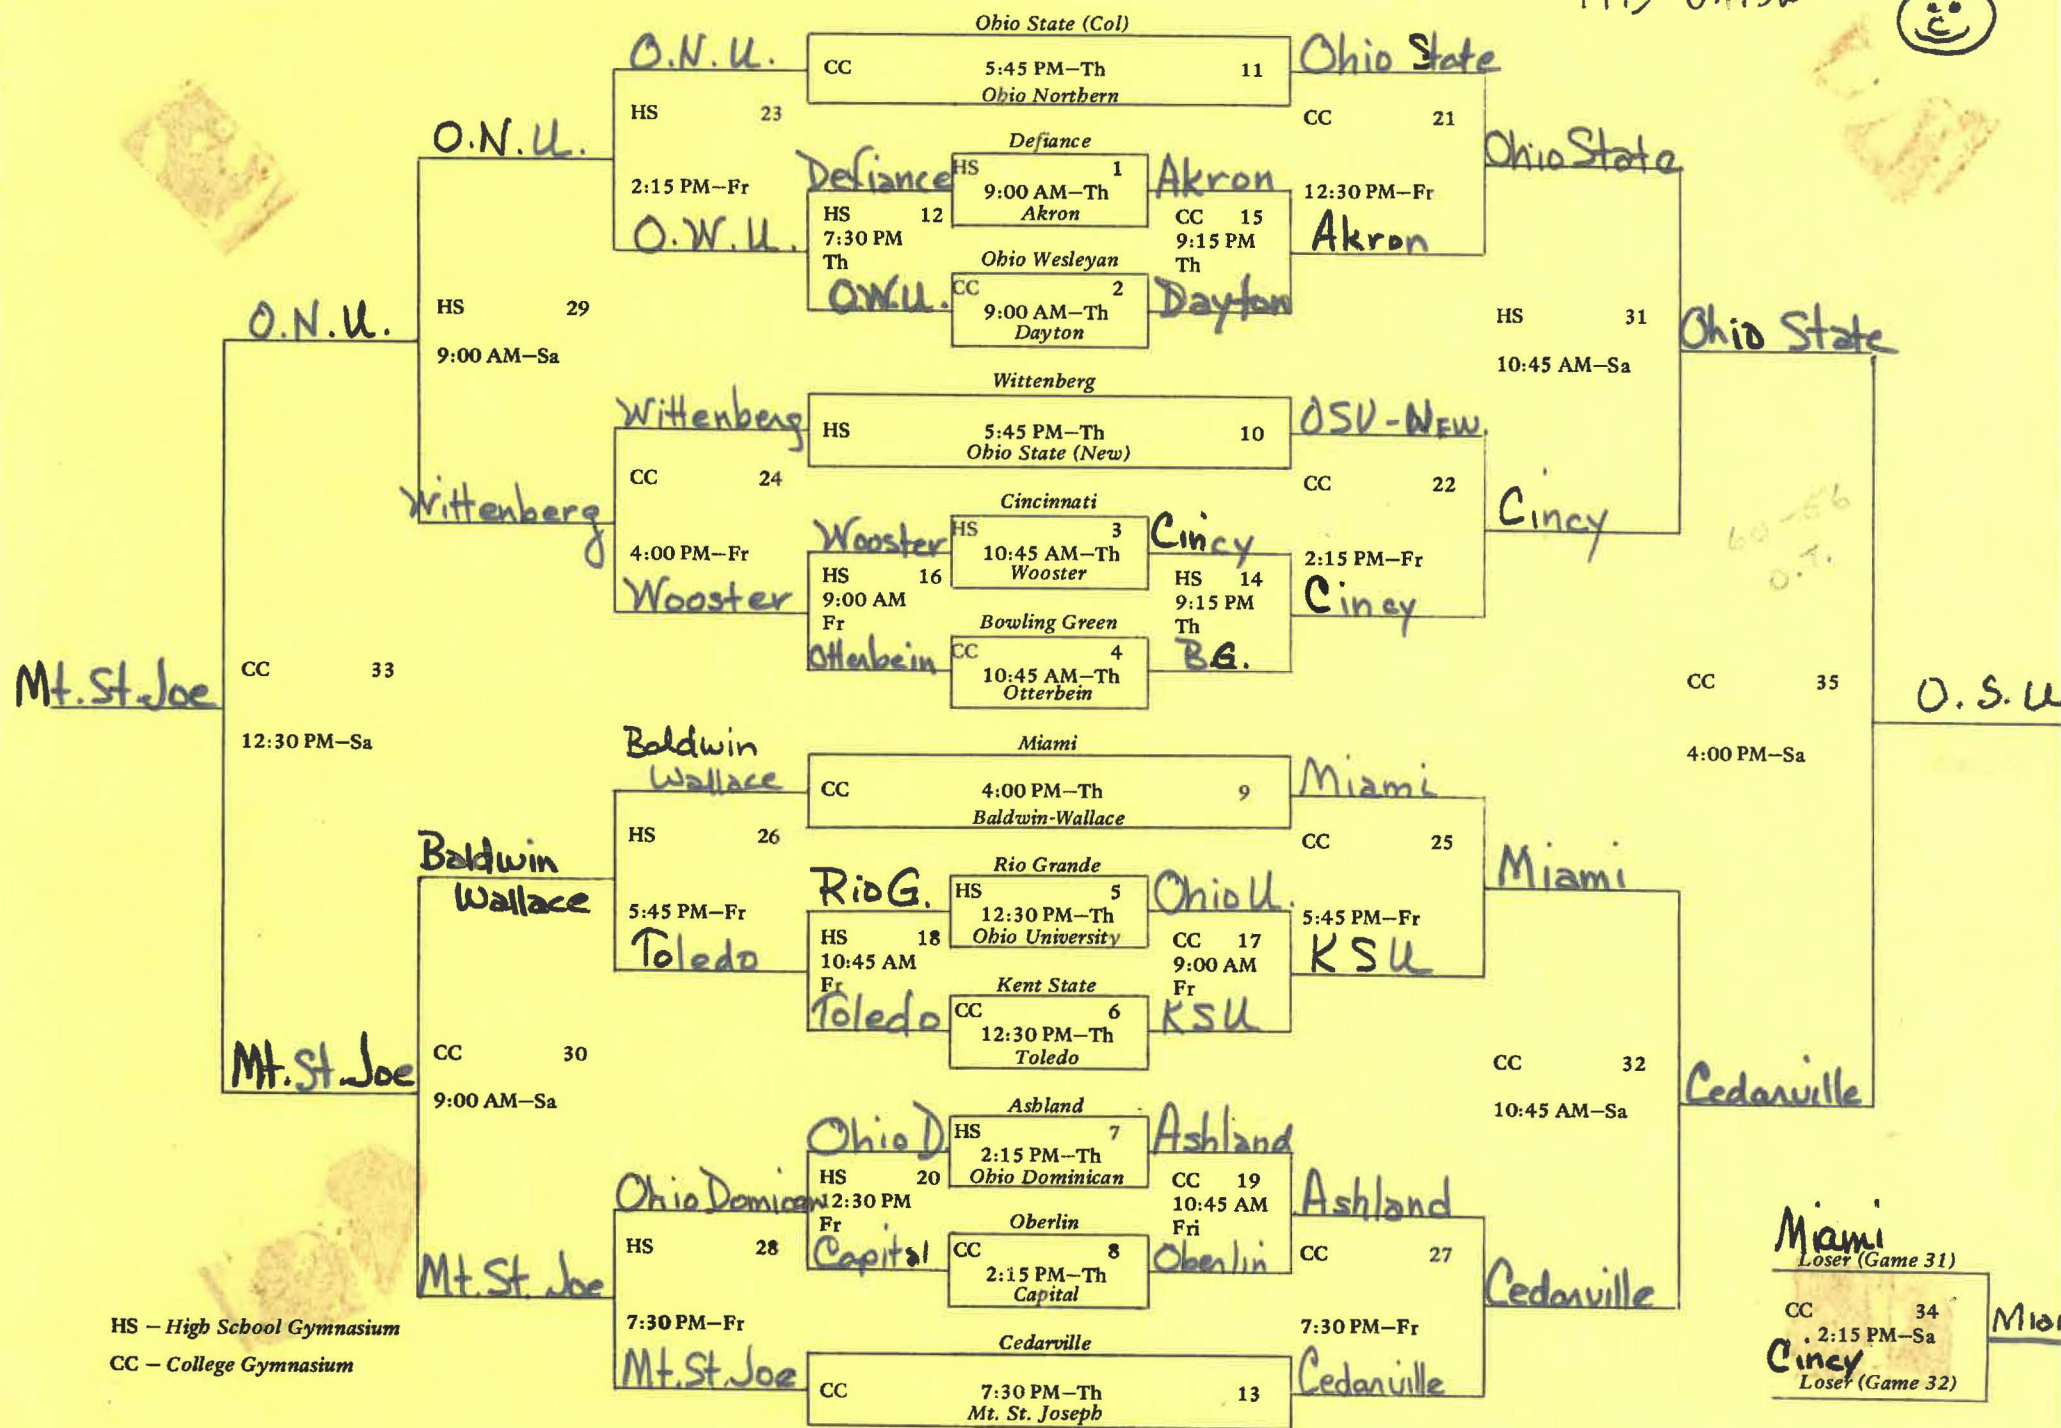 Ohio State (Col)
O.N.U.
CC 5:45 PM—Th 11
Ohio State
Ohio Northern
HS 23
CC 21
O.N.U.
Defiance
Ohio State
2:15 PM—Fr
Defiance
HS 1
9:00 AM—Th
Akron
Akron
12:30 PM—Fr
HS 12
7:30 PM
Th
CC 15
9:15 PM
Th
O.W.U.
Akron
Ohio Wesleyan
O.W.U.
CC 2
9:00 AM—Th
Dayton
Dayton
HS 29
9:00 AM—Sa
O.N.U.
HS 31
10:45 AM—Sa
Ohio State
Wittenberg
Wittenberg
HS 5:45 PM—Th 10
Ohio State (New)
OSU-NEW.
CC 24
CC 22
Wittenberg
Cincinnati
Cincy
4:00 PM—Fr
Wooster
HS 3
10:45 AM—Th
Wooster
Cincy
2:15 PM—Fr
60-56
O.T.
HS 16
9:00 AM
Fr
HS 14
9:15 PM
Th
Wooster
Cincy
Bowling Green
Otterbein
CC 4
10:45 AM—Th
Otterbein
B.G.
Mt. St. Joe
CC 33
12:30 PM—Sa
CC 35
4:00 PM—Sa
O. S. U
Baldwin
Wallace
Miami
CC 4:00 PM—Th 9
Baldwin-Wallace
Miami
HS 26
CC 25
Baldwin
Wallace
Rio Grande
Miami
5:45 PM—Fr
Rio G.
HS 5
12:30 PM—Th
Ohio University
Ohio U.
5:45 PM—Fr
HS 18
10:45 AM
Fr
CC 17
9:00 AM
Fr
Toledo
KSU
Kent State
Toledo
CC 6
12:30 PM—Th
Toledo
KSU
Mt. St. Joe
CC 30
9:00 AM—Sa
CC 32
10:45 AM—Sa
Cedarville
Ashland
Ohio D.
HS 7
2:15 PM—Th
Ohio Dominican
Ashland
HS 20
12:30 PM
Fr
CC 19
10:45 AM
Fri
Ohio Domican
Ashland
Oberlin
Capital
CC 8
2:15 PM—Th
Capital
Oberlin
HS 28
CC 27
Mt. St. Joe
Cedarville
7:30 PM—Fr
7:30 PM—Fr
Cedarville
Mt. St. Joe
CC 7:30 PM—Th 13
Mt. St. Joseph
Cedarville
Miami
Loser (Game 31)
CC 34
2:15 PM—Sa
Cincy
Loser (Game 32)
HS — High School Gymnasium
CC — College Gymnasium